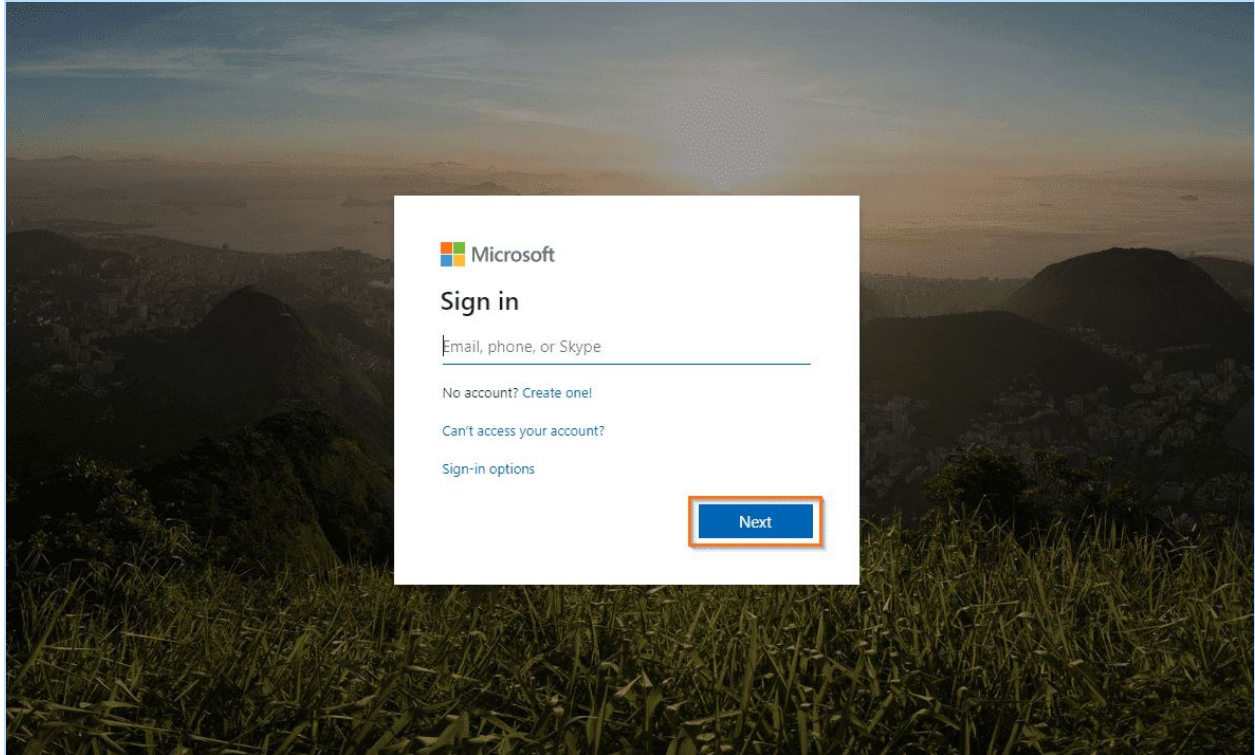 Microsoft
Sign in
Email, phone, or Skype
No account? Create one!
Can't access your account?
Sign-in options
Next